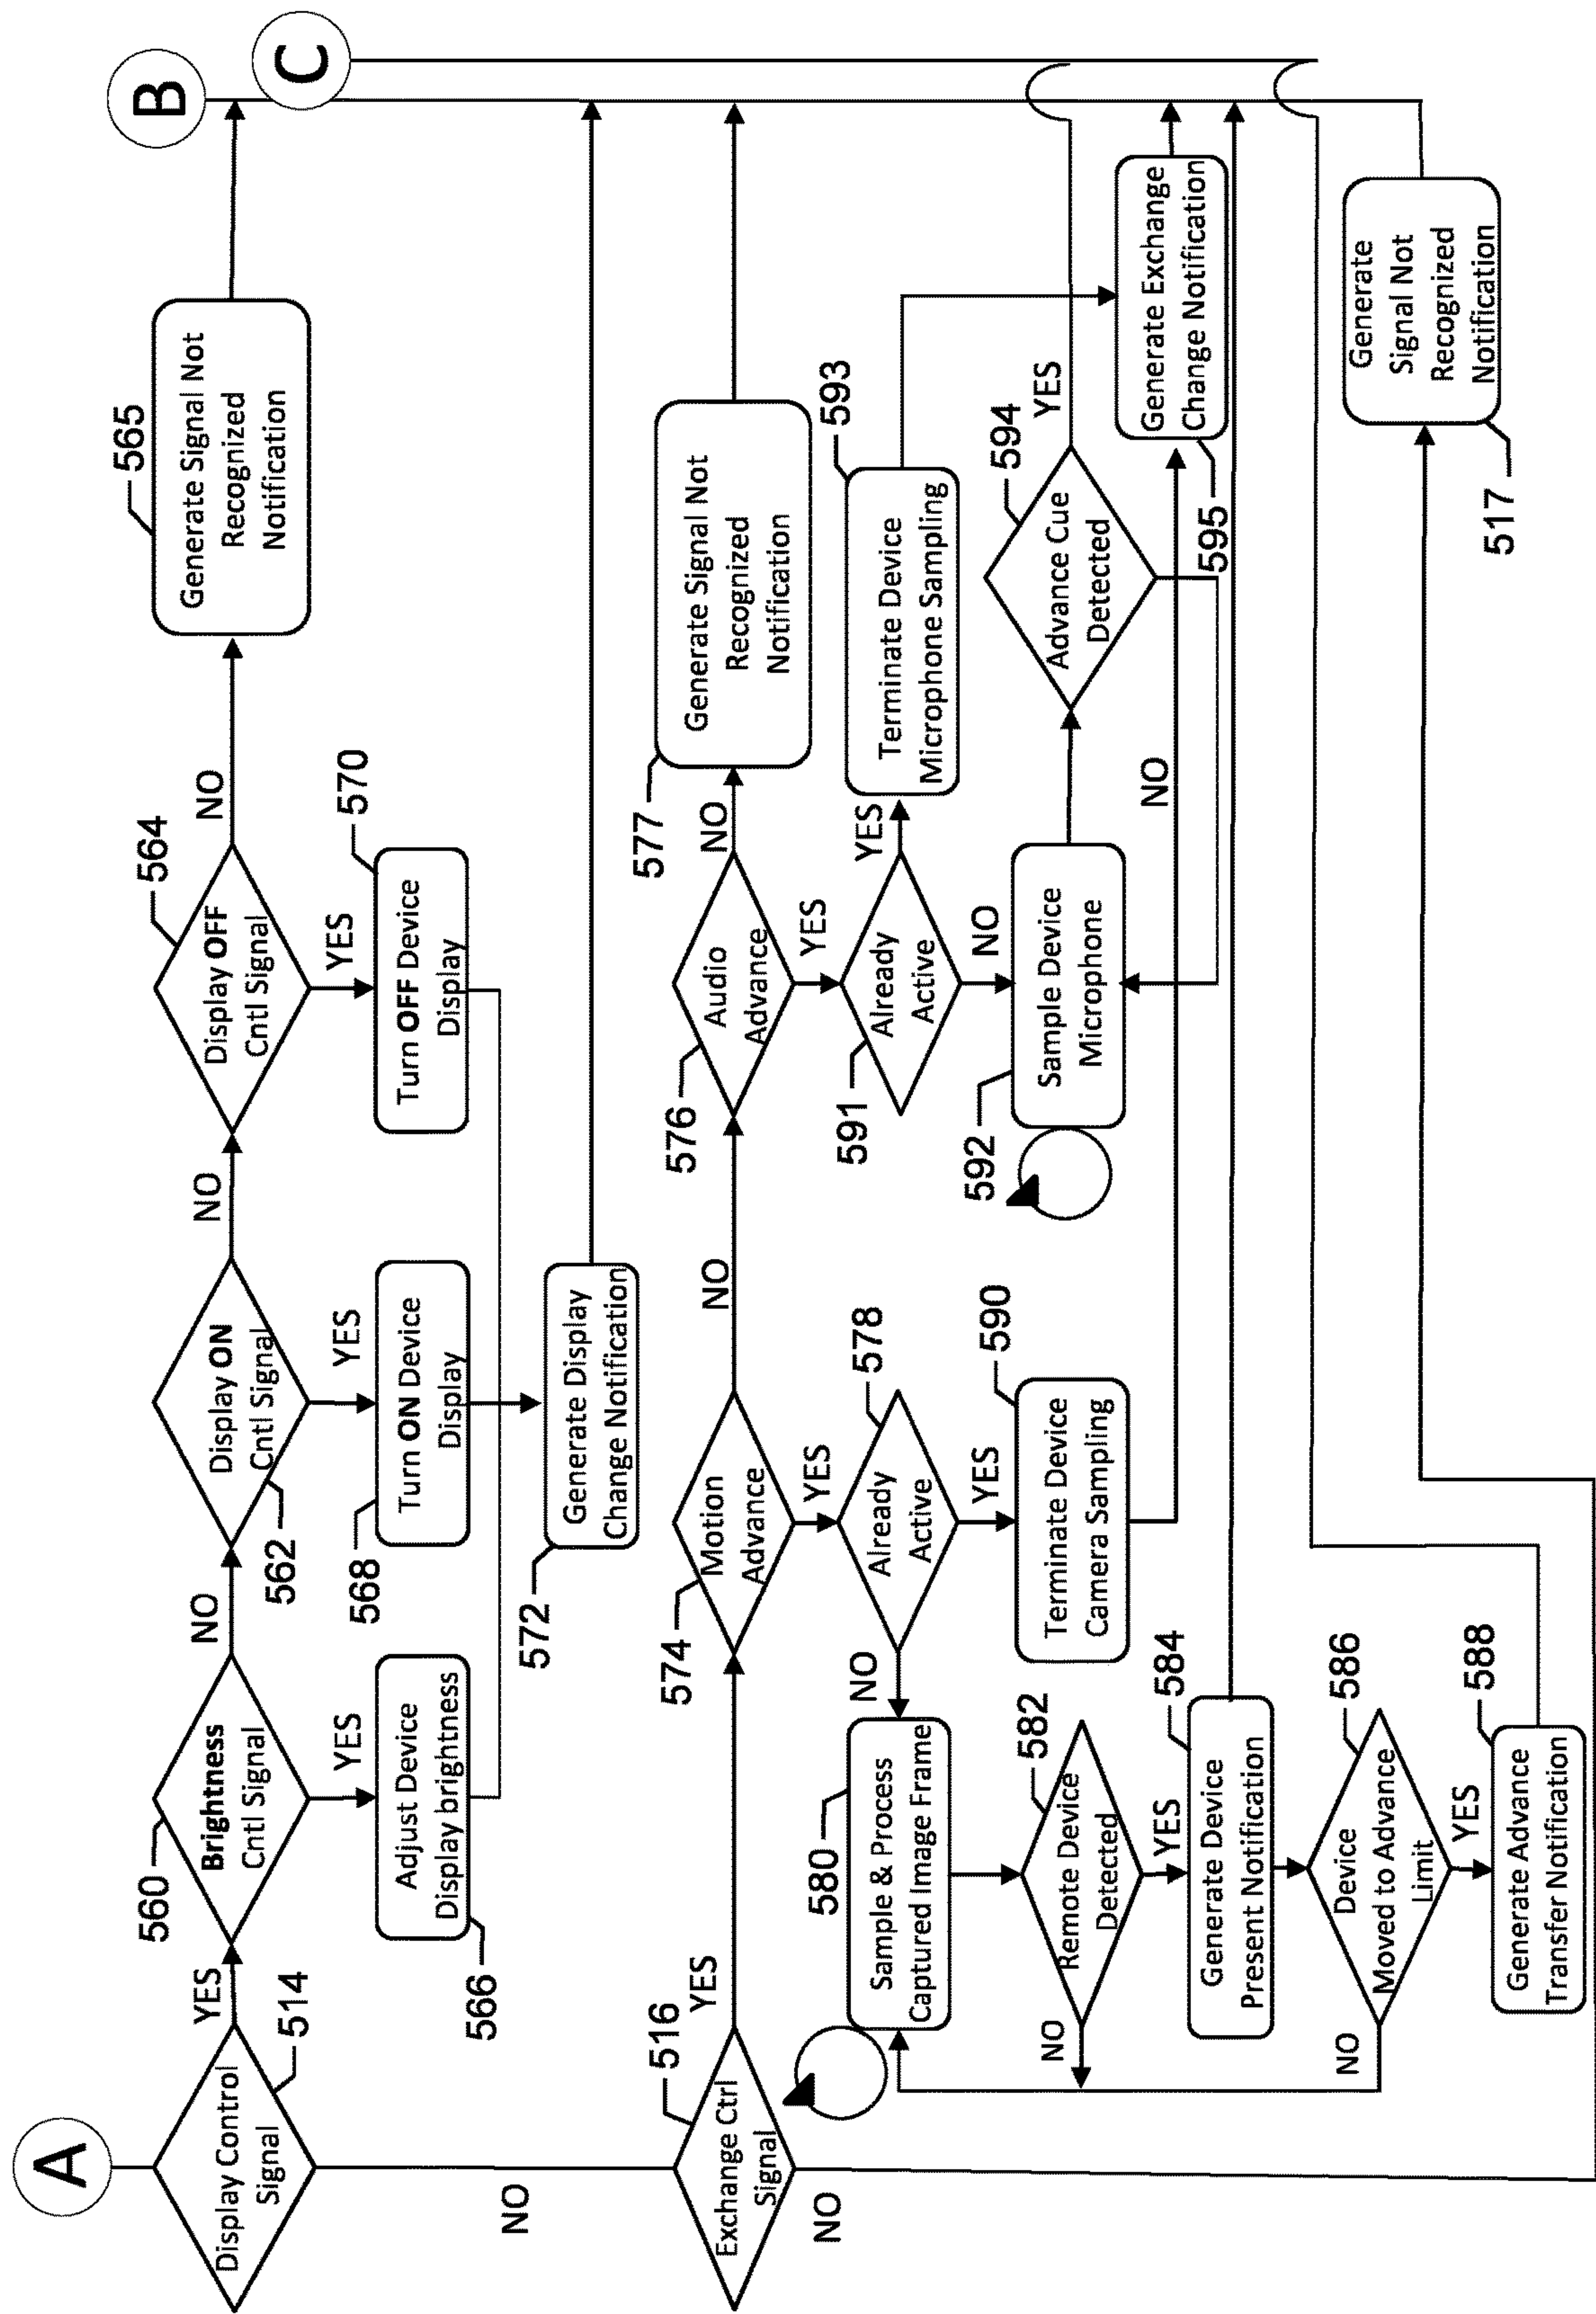 A
Display Control
Signal
514
YES
NO
560
Brightness
Cntl Signal
NO
YES
566
Adjust Device
Display brightness
562
Display ON
Cntl Signal
NO
YES
568
Turn ON Device
Display
564
Display OFF
Cntl Signal
NO
YES
570
Turn OFF Device
Display
565
Generate Signal Not
Recognized
Notification
B
C
572
Generate Display
Change Notification
516
Exchange Ctrl
Signal
YES
NO
574
Motion
Advance
NO
YES
576
Audio
Advance
NO
YES
577
Generate Signal Not
Recognized
Notification
578
Already
Active
NO
YES
580
Sample & Process
Captured Image Frame
582
Remote Device
Detected
NO
YES
584
Generate Device
Present Notification
586
Device
Moved to Advance
Limit
NO
YES
588
Generate Advance
Transfer Notification
590
Terminate Device
Camera Sampling
591
Already
Active
YES
NO
593
Terminate Device
Microphone Sampling
592
Sample Device
Microphone
594
Advance Cue
Detected
YES
NO
595
Generate Exchange
Change Notification
517
Generate
Signal Not
Recognized
Notification